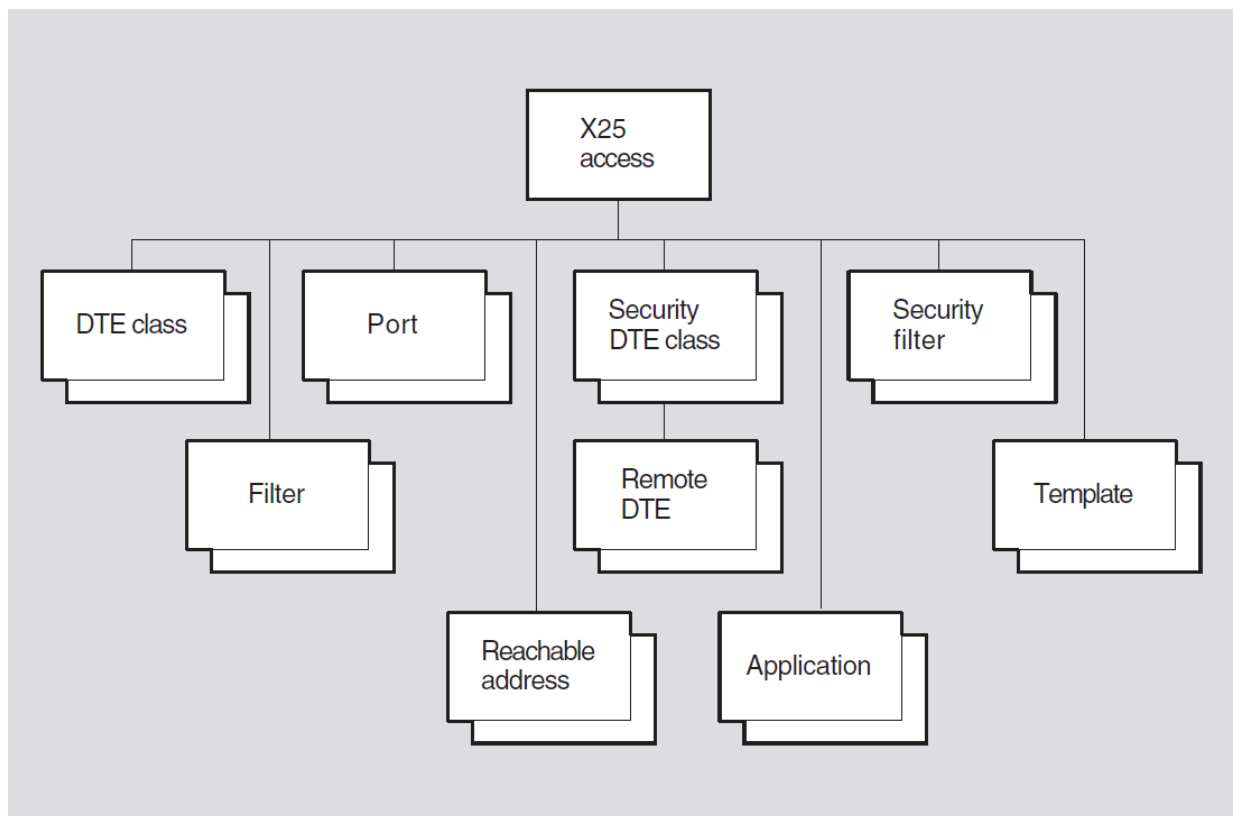 X25
access
DTE class
Port
Security
DTE class
Security
filter
Filter
Remote
DTE
Template
Reachable
address
Application